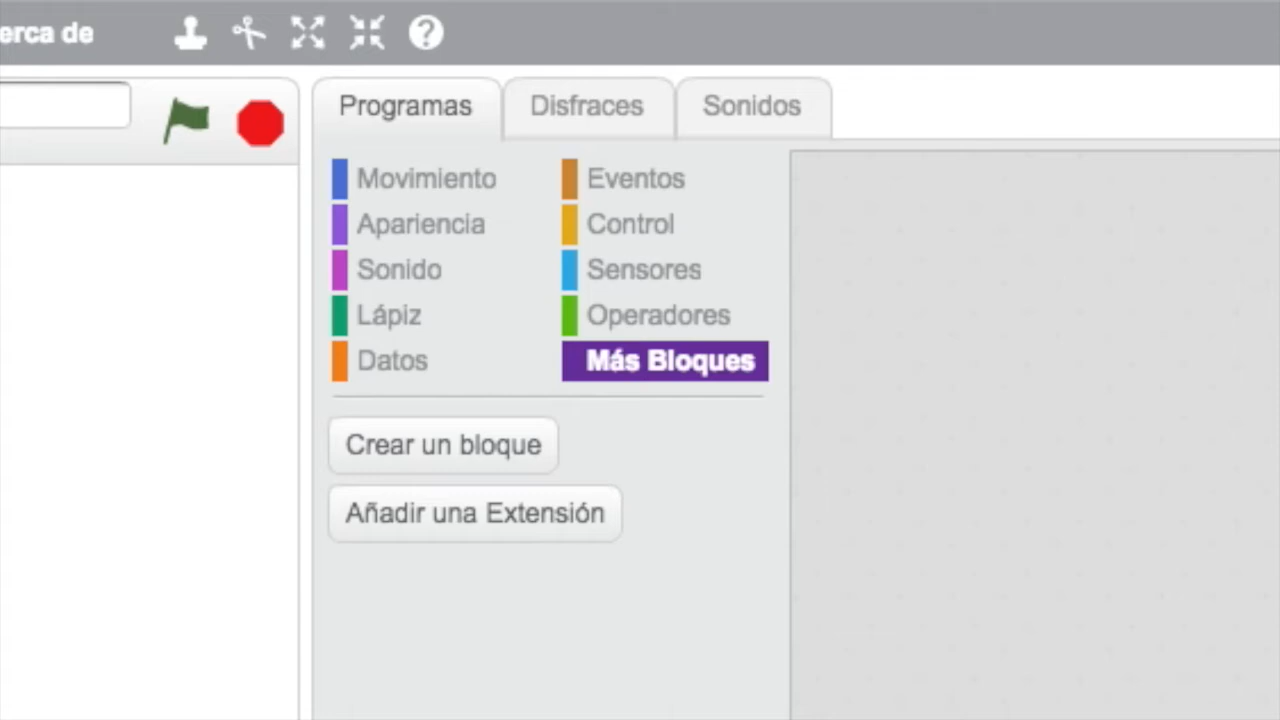 erca de
Programas Disfraces Sonidos
Movimiento Eventos
Apariencia Control
Sonido Sensores
Lápiz Operadores
Datos Más Bloques
Crear un bloque
Añadir una Extensión